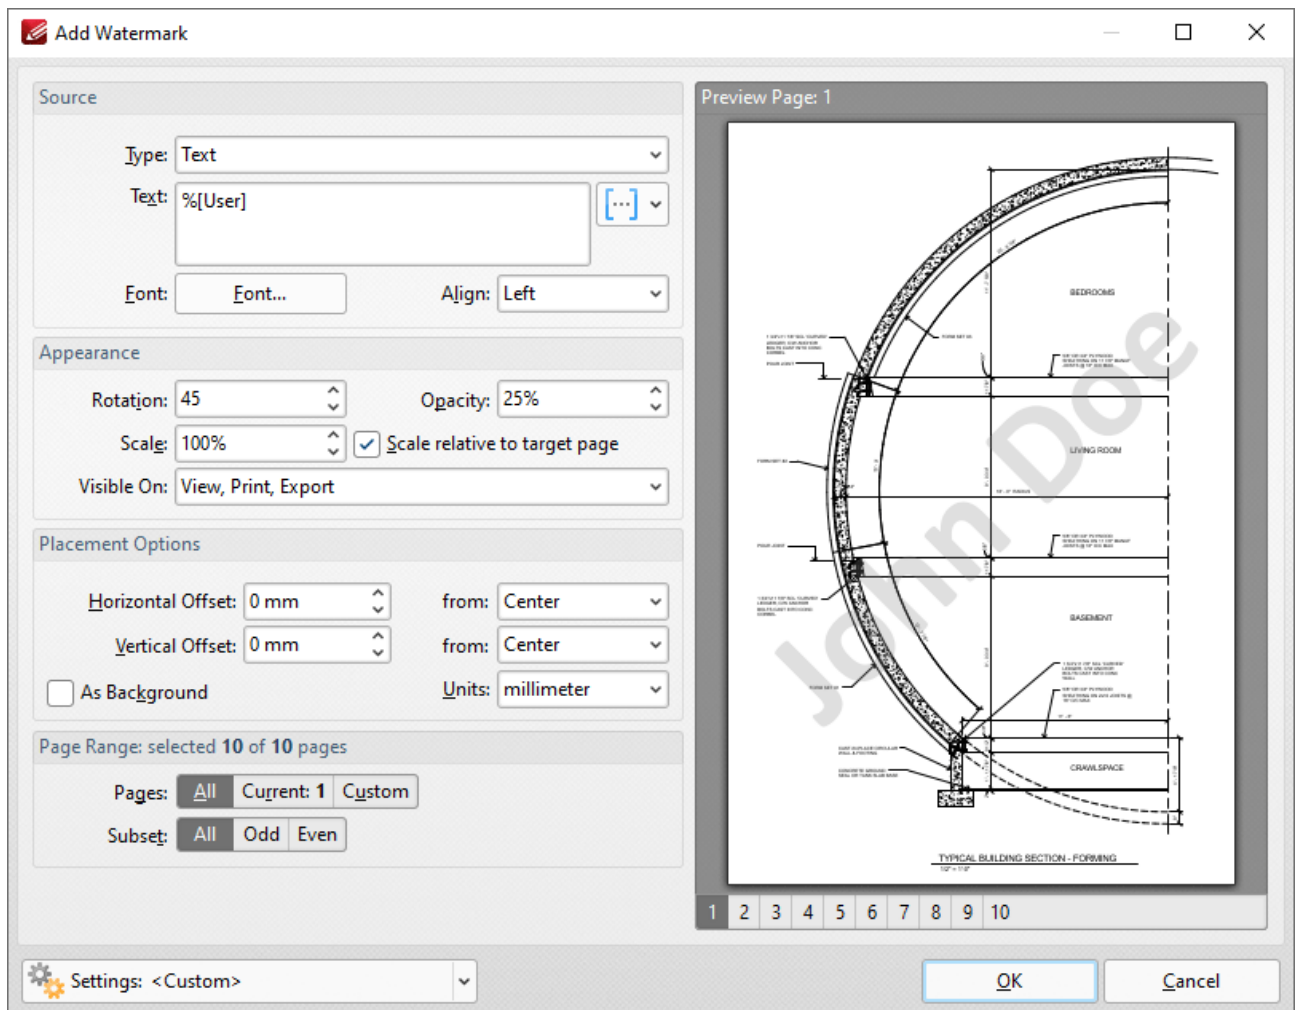 Add Watermark
Source
Type: Text
Text: %[User]
Font: Font... Align: Left
Appearance
Rotation: 45 Opacity: 25%
Scale: 100% Scale relative to target page
Visible On: View, Print, Export
Placement Options
Horizontal Offset: 0 mm from: Center
Vertical Offset: 0 mm from: Center
As Background Units: millimeter
Page Range: selected 10 of 10 pages
Pages: All Current: 1 Custom
Subset: All Odd Even
Preview Page: 1
BEDROOMS
LIVING ROOM
BASEMENT
CRAWLSPACE
John Doe
TYPICAL BUILDING SECTION - FORMING
1 2 3 4 5 6 7 8 9 10
Settings: <Custom>
OK Cancel